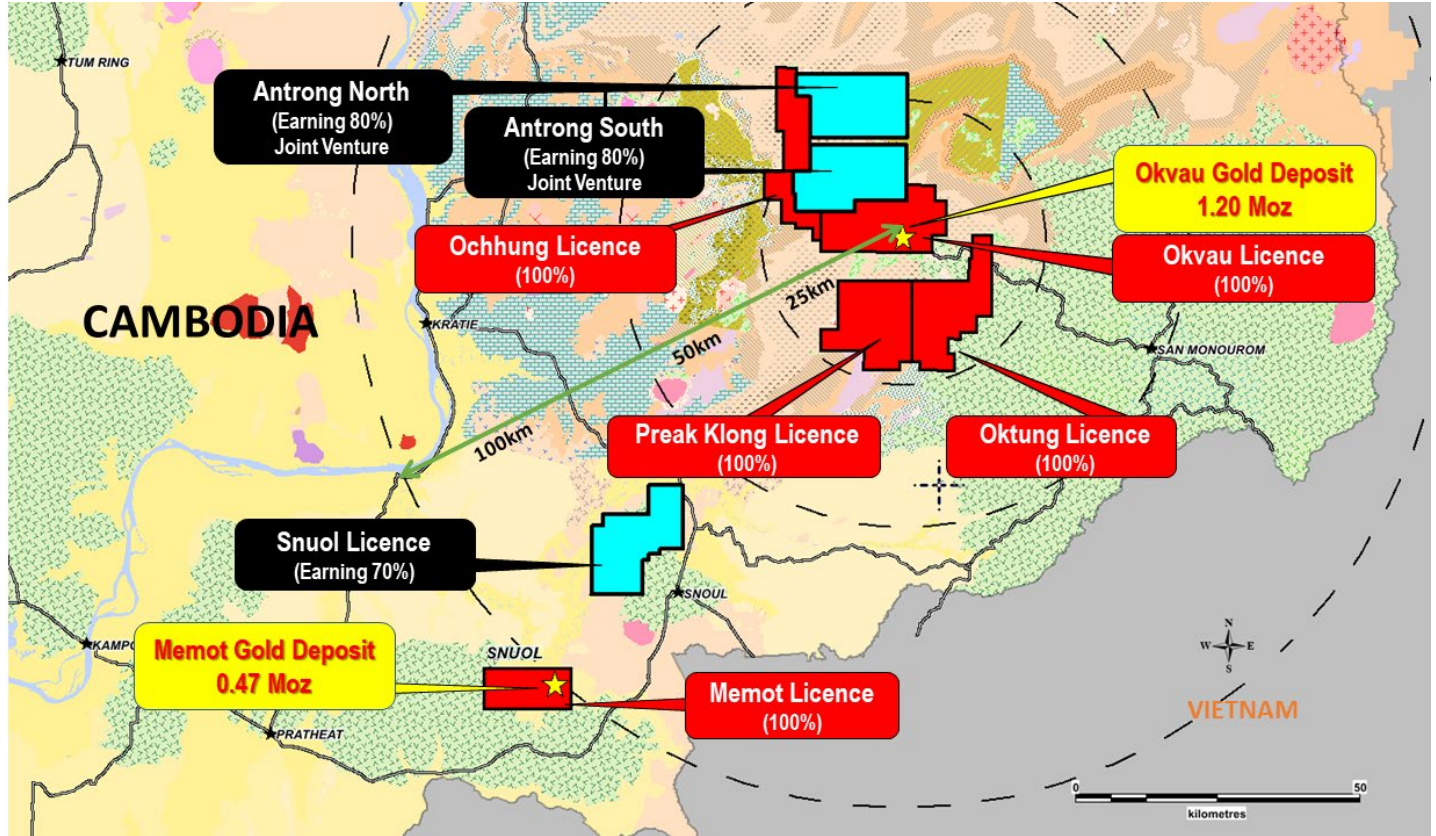 TUM RING
Antrong North
(Earning 80%)
Joint Venture
Antrong South
(Earning 80%)
Joint Venture
Okvau Gold Deposit
1.20 Moz
Ochhung Licence
(100%)
Okvau Licence
(100%)
CAMBODIA
KRATIE
25km
50km
100km
SAN MONOUROM
Preak Klong Licence
(100%)
Oktung Licence
(100%)
Snuol Licence
(Earning 70%)
SNOUL
KAMPO
Memot Gold Deposit
0.47 Moz
SNUOL
Memot Licence
(100%)
PRATHEAT
N
W E
S
VIETNAM
0 50
kilometres